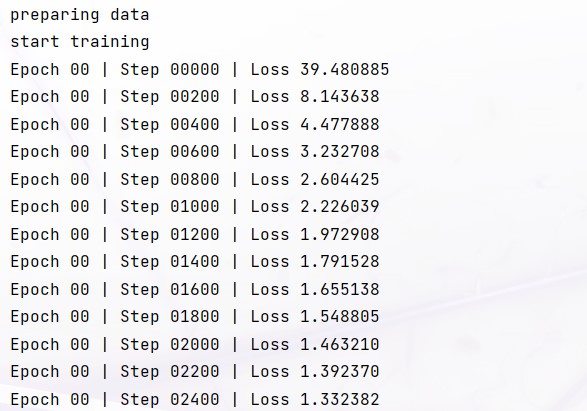 preparing data
start training
Epoch 00 | Step 00000 | Loss 39.480885
Epoch 00 | Step 00200 | Loss 8.143638
Epoch 00 | Step 00400 | Loss 4.477888
Epoch 00 | Step 00600 | Loss 3.232708
Epoch 00 | Step 00800 | Loss 2.604425
Epoch 00 | Step 01000 | Loss 2.226039
Epoch 00 | Step 01200 | Loss 1.972908
Epoch 00 | Step 01400 | Loss 1.791528
Epoch 00 | Step 01600 | Loss 1.655138
Epoch 00 | Step 01800 | Loss 1.548805
Epoch 00 | Step 02000 | Loss 1.463210
Epoch 00 | Step 02200 | Loss 1.392370
Epoch 00 | Step 02400 | Loss 1.332382